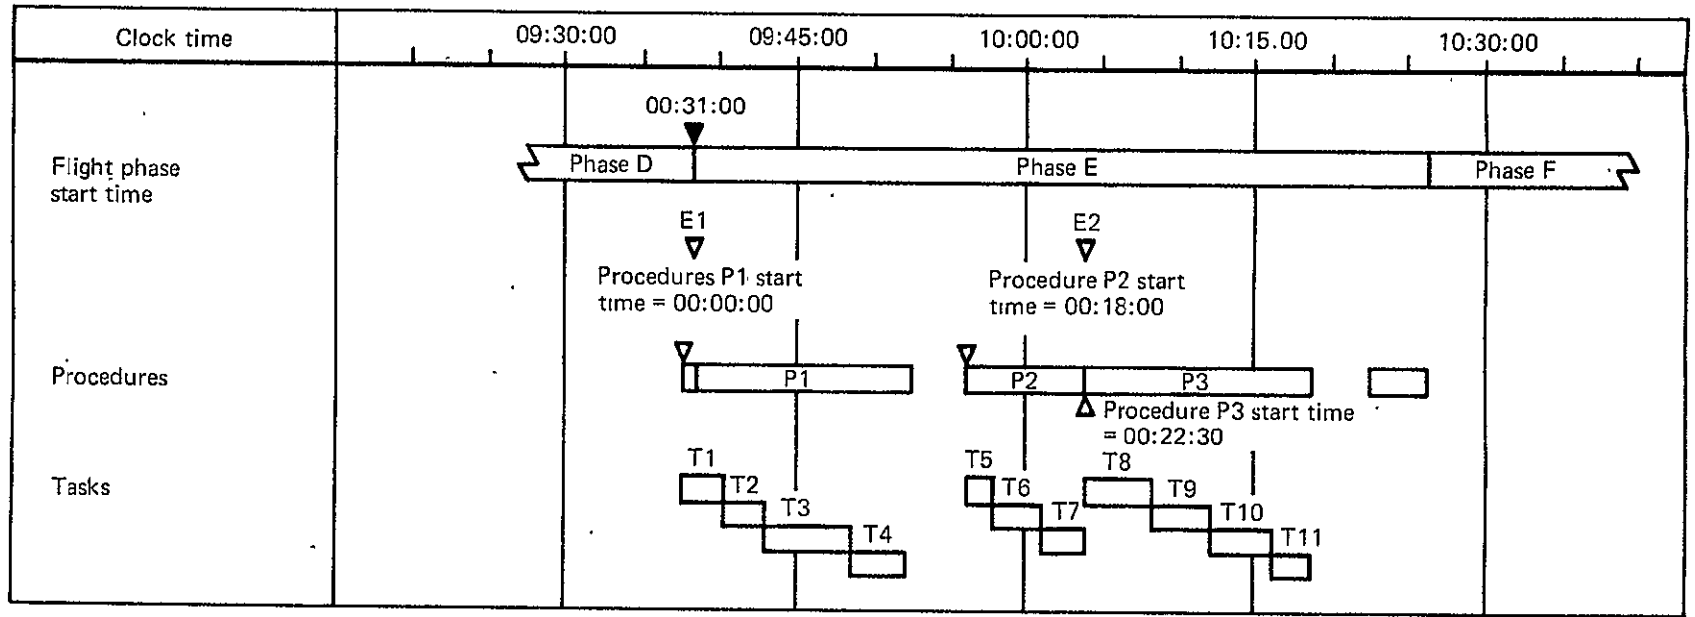 Clock time
09:30:00 09:45:00 10:00:00 10:15.00 10:30:00
00:31:00
Flight phase
start time
Phase D Phase E Phase F
E1 E2
Procedures P1 start
time = 00:00:00
Procedure P2 start
time = 00:18:00
Procedures
P1 P2 P3
Procedure P3 start time
= 00:22:30
Tasks
T1 T2 T3 T4 T5 T6 T7 T8 T9 T10 T11